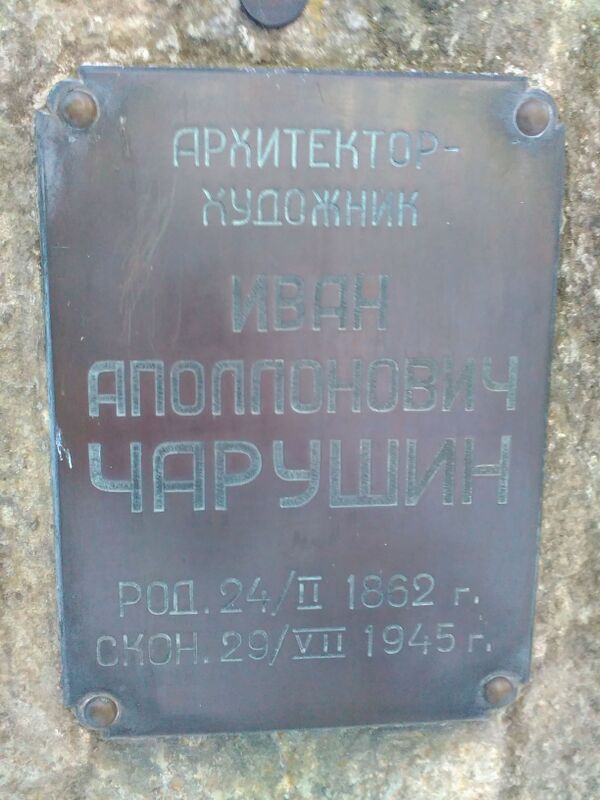 АРХИТЕКТОР-
ХУДОЖНИК
ИВАН
АПОЛЛОНОВИЧ
ЧАРУШИН
РОД. 24/II 1862 г.
СКОН. 29/VII 1945 г.